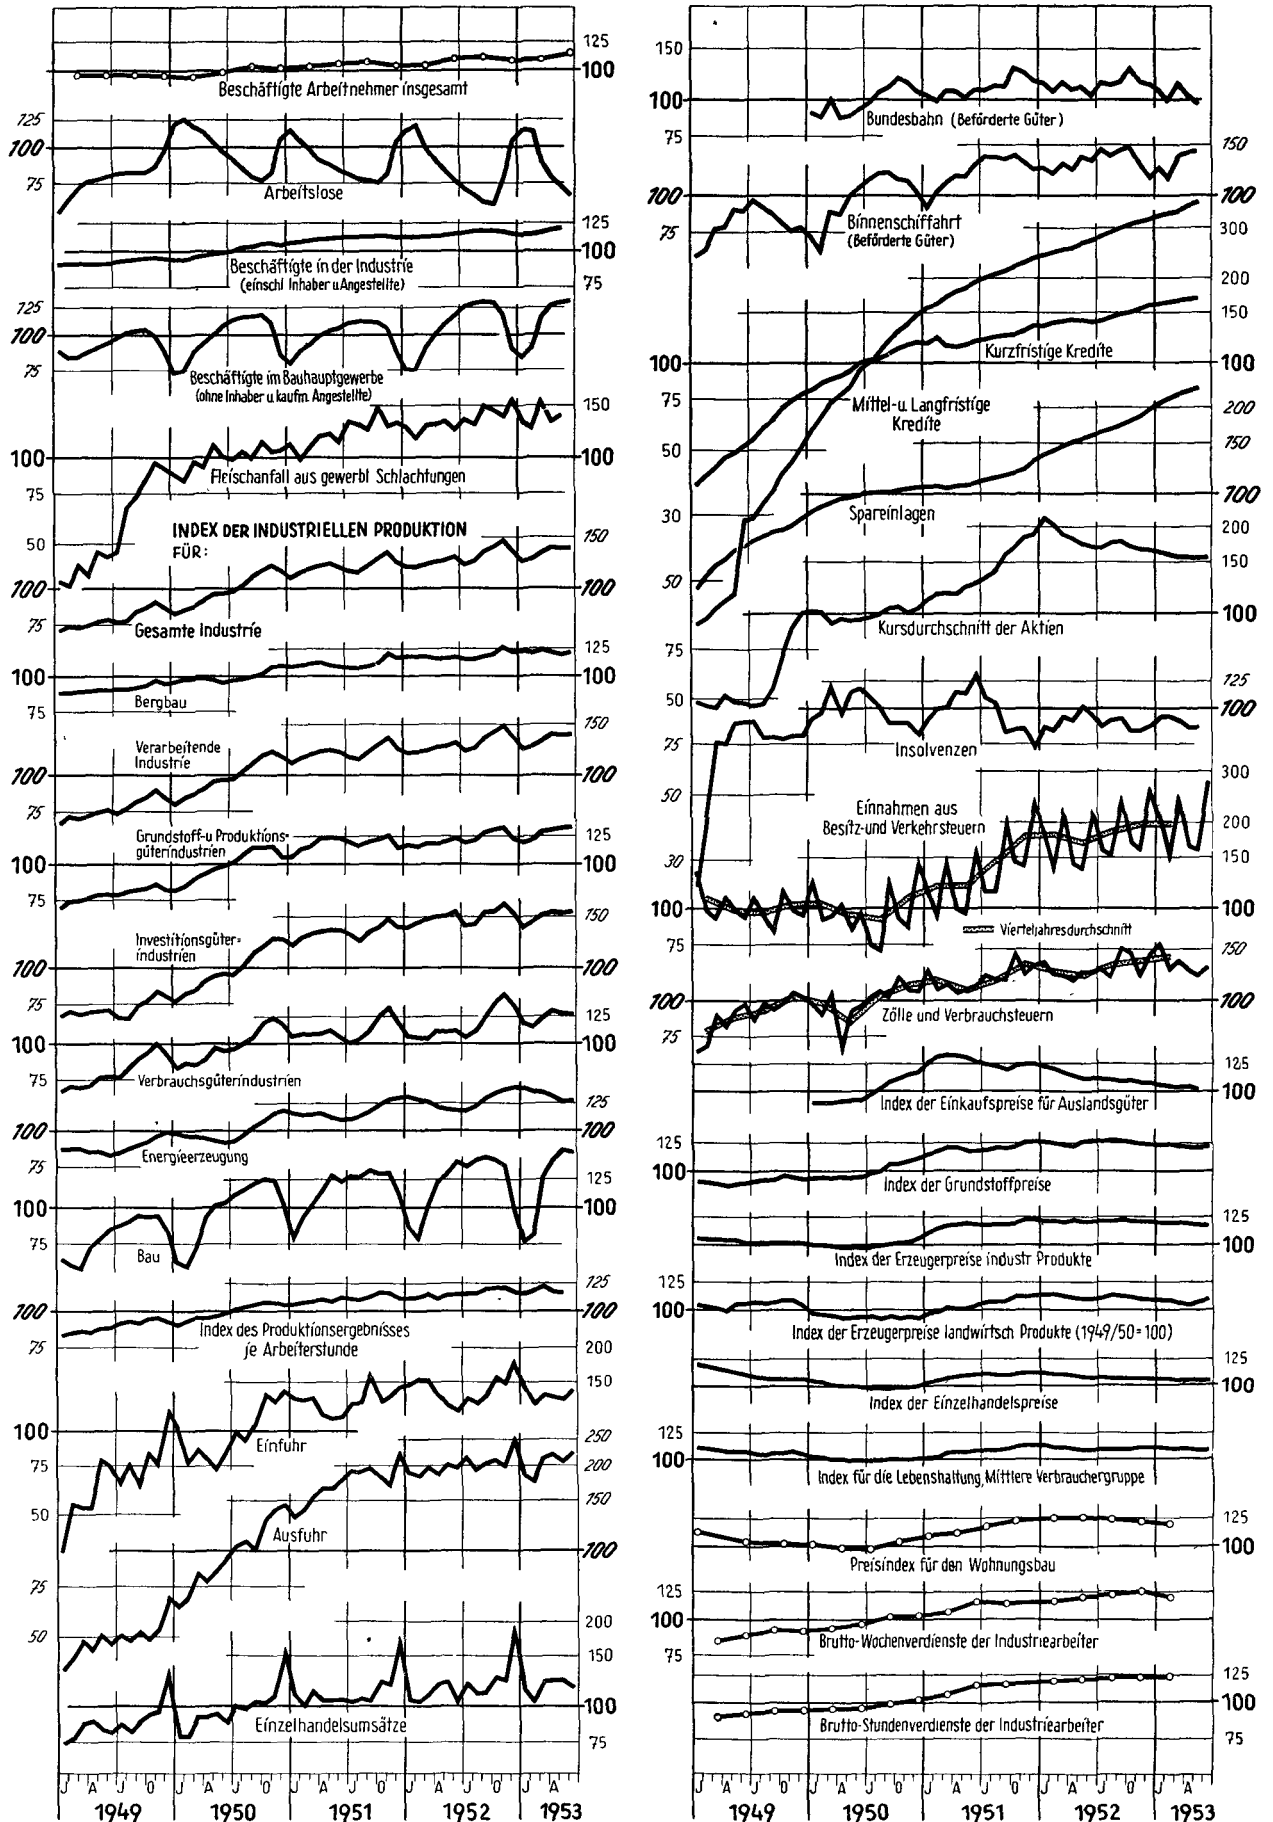 125
100
Beschäftigte Arbeitnehmer insgesamt
125
100
75
Arbeitslose
125
100
75
Beschäftigte in der Industrie
(einschl Inhaber u Angestellte)
125
100
75
Beschäftigte im Bauhauptgewerbe
(ohne Inhaber u kaufm. Angestellte)
150
100
100
75
50
Fleischanfall aus gewerbl Schlachtungen
INDEX DER INDUSTRIELLEN PRODUKTION
FÜR:
150
100
100
75
Gesamte Industrie
125
100
100
75
Bergbau
150
Verarbeitende
Industrie
100
100
75
Grundstoff-u Produktions=
güterindustrien
125
100
100
75
150
Investitionsgüter=
industrien
100
100
75
125
100
100
75
Verbrauchsgüterindustrien
125
100
100
75
Energieerzeugung
125
100
100
75
Bau
125
100
100
75
Index des Produktionsergebnisses
je Arbeiterstunde
200
150
100
75
50
Einfuhr
250
200
150
100
75
50
Ausfuhr
200
150
100
75
Einzelhandelsumsätze
J A J O J A J O J A J O J A J O J A
1949 1950 1951 1952 1953
150
100
75
Bundesbahn (Beförderte Güter)
150
100
100
75
Binnenschiffahrt
(Beförderte Güter)
300
200
150
100
100
75
50
30
Kurzfristige Kredite
Mittel-u. Langfristige
Kredite
200
150
100
50
Spareinlagen
200
150
100
75
50
Kursdurchschnitt der Aktien
125
100
75
50
30
Insolvenzen
300
200
150
100
100
75
Einnahmen aus
Besitz-und Verkehrsteuern
Vierteljahresdurchschnitt
150
100
100
75
Zölle und Verbrauchsteuern
125
100
Index der Einkaufspreise für Auslandsgüter
125
100
Index der Grundstoffpreise
125
100
Index der Erzeugerpreise industr Produkte
125
100
Index der Erzeugerpreise landwirtsch Produkte (1949/50=100)
125
100
Index der Einzelhandelspreise
125
100
Index für die Lebenshaltung, Mittlere Verbrauchergruppe
125
100
Preisindex für den Wohnungsbau
125
100
75
Brutto-Wochenverdienste der Industriearbeiter
125
100
75
Brutto-Stundenverdienste der Industriearbeiter
J A J O J A J O J A J O J A J O J A
1949 1950 1951 1952 1953